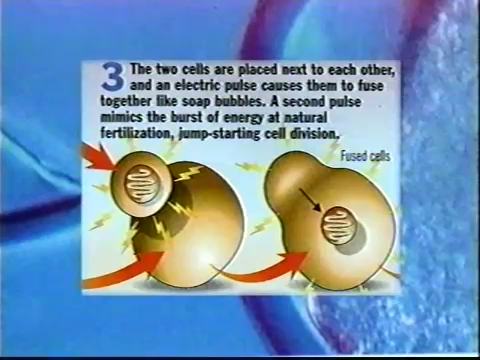 3 The two cells are placed next to each other,
and an electric pulse causes them to fuse
together like soap bubbles. A second pulse
mimics the burst of energy at natural
fertilization, jump-starting cell division.
Fused cells